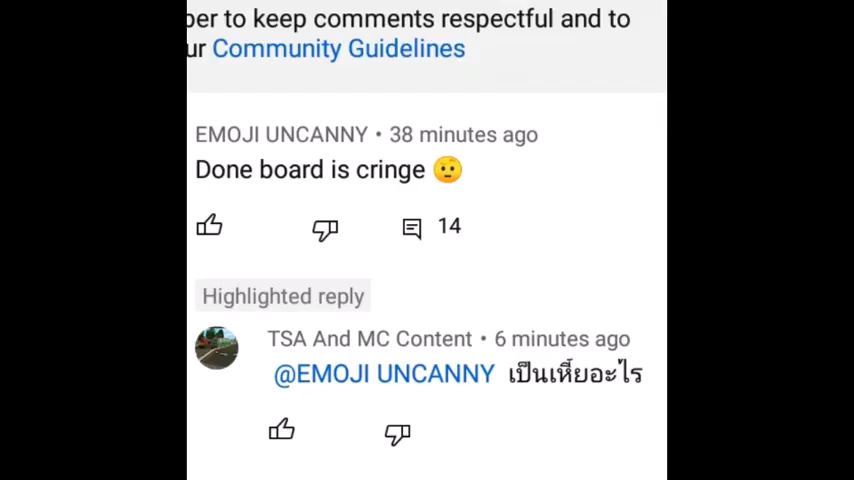 ber to keep comments respectful and to
ur Community Guidelines
EMOJI UNCANNY • 38 minutes ago
Done board is cringe 🫤
14
Highlighted reply
TSA And MC Content • 6 minutes ago
@EMOJI UNCANNY เป็นเหี้ยอะไร